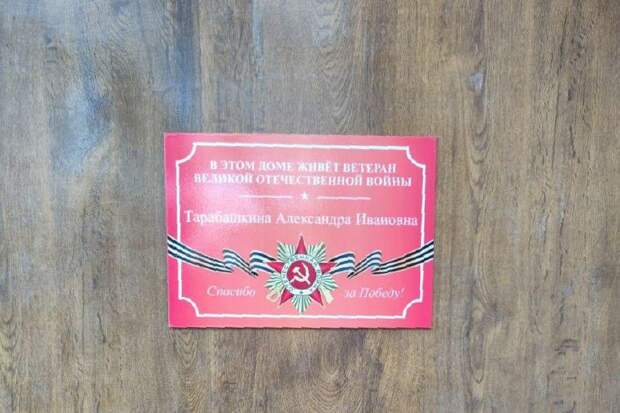 В ЭТОМ ДОМЕ ЖИВЁТ ВЕТЕРАН
ВЕЛИКОЙ ОТЕЧЕСТВЕННОЙ ВОЙНЫ
Тарабашкина Александра Ивановна
Спасибо за Победу!